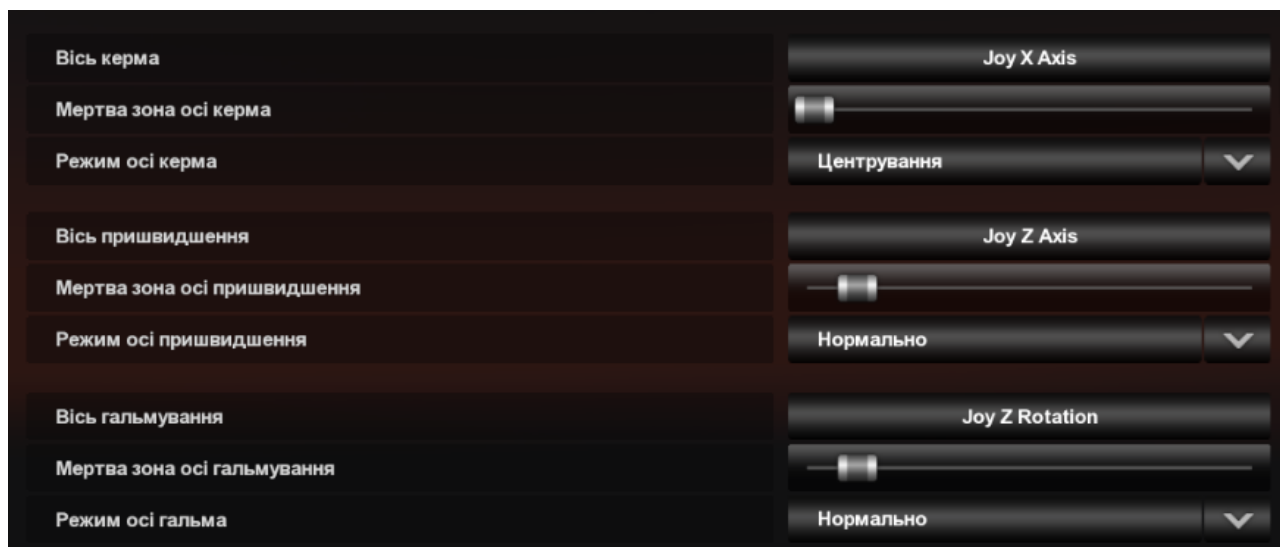 Вісь керма Joy X Axis
Мертва зона осі керма
Режим осі керма Центрування
Вісь пришвидшення Joy Z Axis
Мертва зона осі пришвидшення
Режим осі пришвидшення Нормально
Вісь гальмування Joy Z Rotation
Мертва зона осі гальмування
Режим осі гальма Нормально